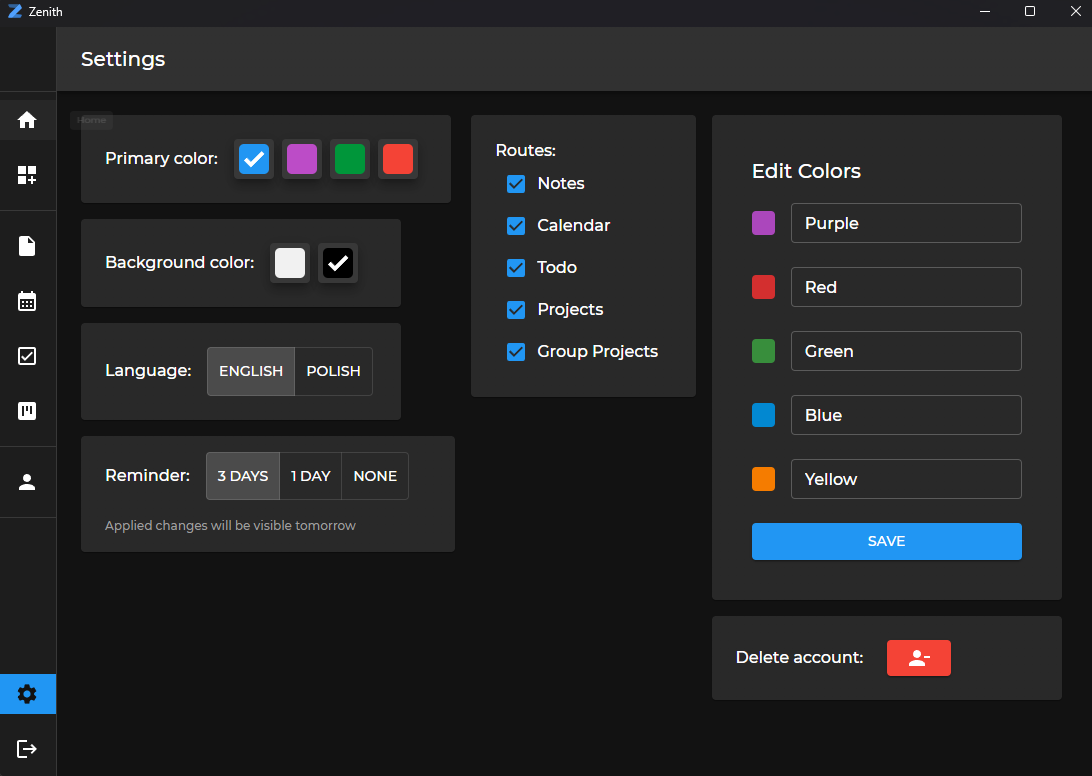 Zenith
Settings
Home
Primary color:
Background color:
Language:
ENGLISH
POLISH
Reminder:
3 DAYS
1 DAY
NONE
Applied changes will be visible tomorrow
Routes:
Notes
Calendar
Todo
Projects
Group Projects
Edit Colors
Purple
Red
Green
Blue
Yellow
SAVE
Delete account: